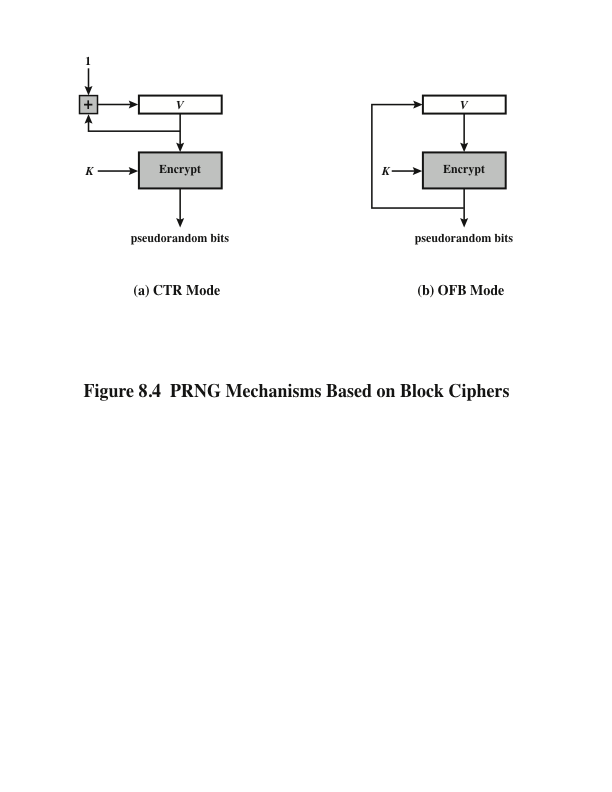 1
+
V
K
Encrypt
pseudorandom bits
(a) CTR Mode
V
K
Encrypt
pseudorandom bits
(b) OFB Mode
Figure 8.4 PRNG Mechanisms Based on Block Ciphers